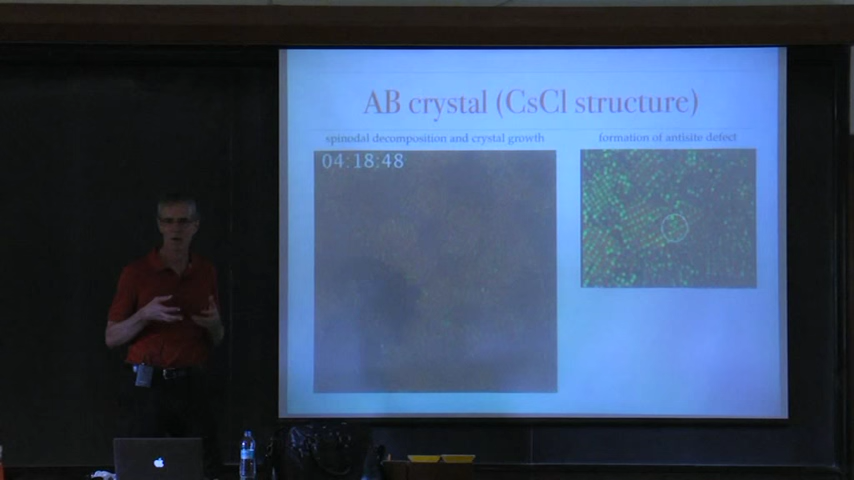 AB crystal (CsCl structure)
spinodal decomposition and crystal growth
formation of antisite defect
04:18:48